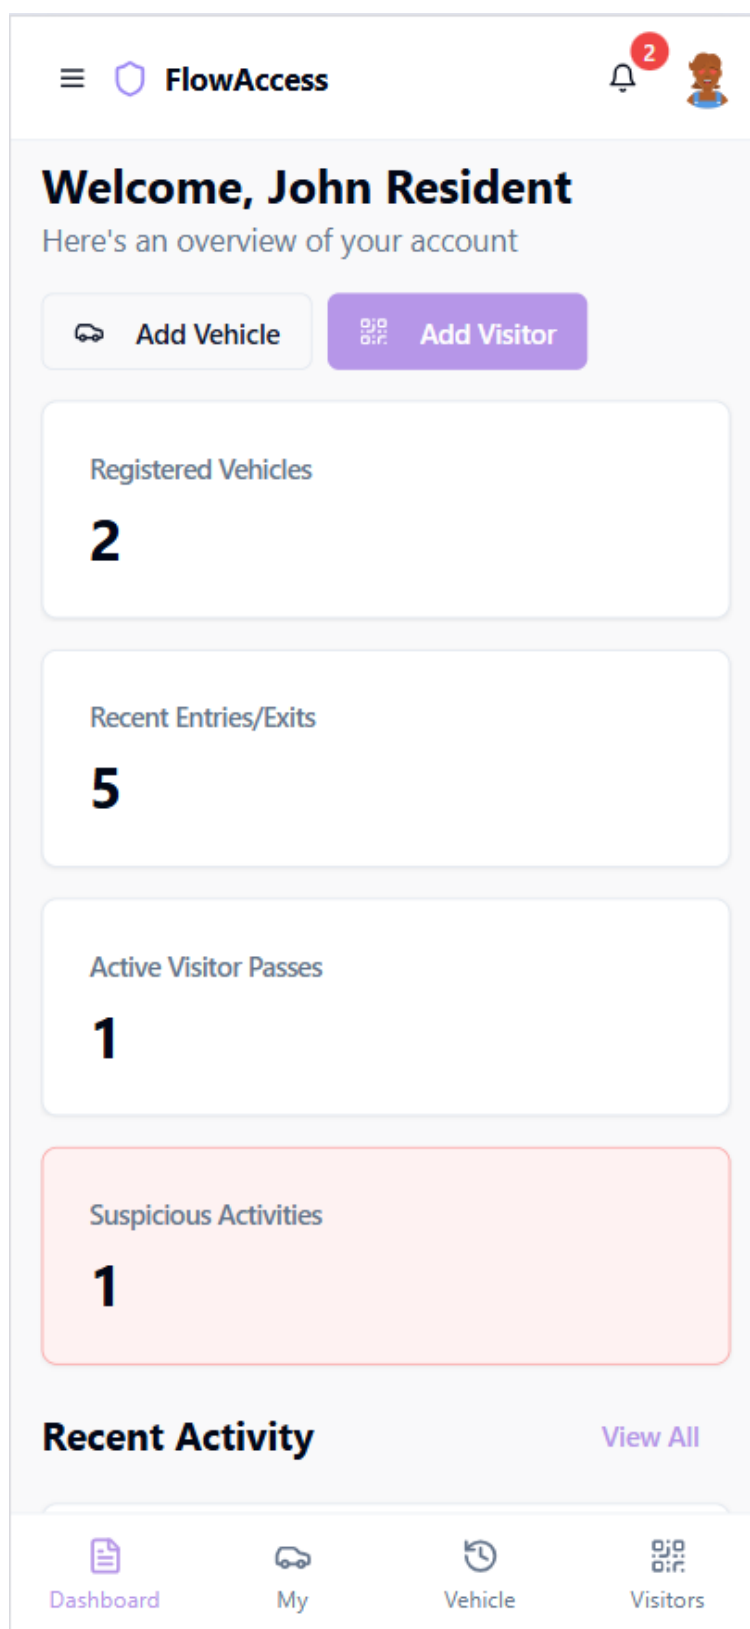 FlowAccess
2
Welcome, John Resident
Here's an overview of your account
Add Vehicle
Add Visitor
Registered Vehicles
2
Recent Entries/Exits
5
Active Visitor Passes
1
Suspicious Activities
1
Recent Activity
View All
Dashboard
My
Vehicle
Visitors